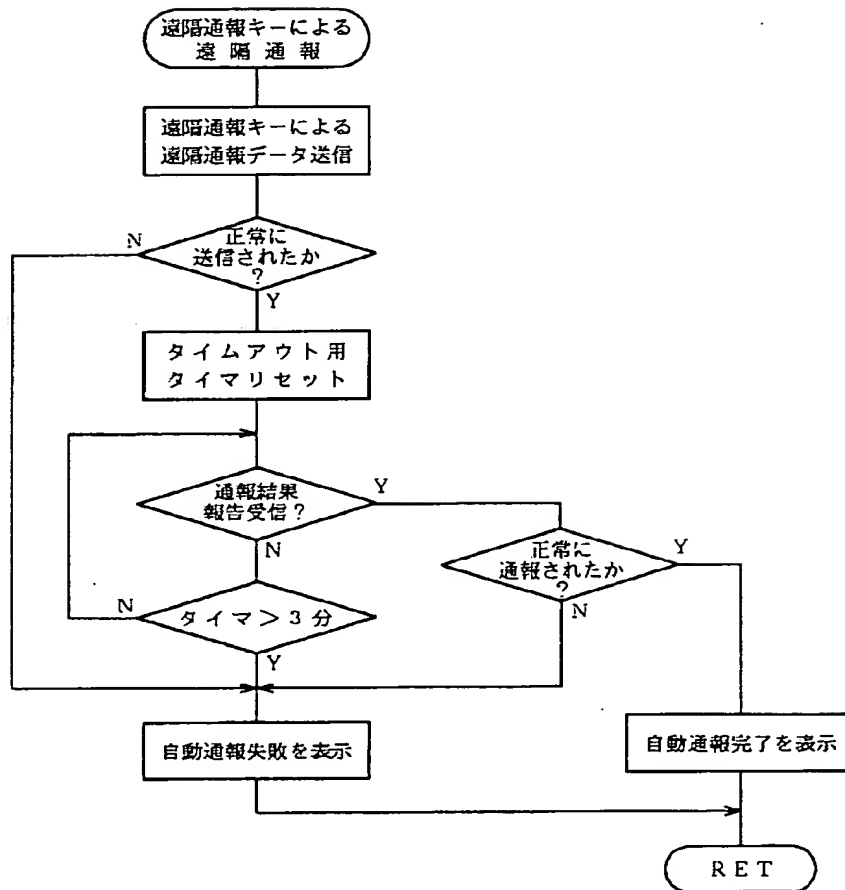 遠隔通報キーによる
遠隔通報
遠隔通報キーによる
遠隔通報データ送信
N
正常に
送信されたか
?
Y
タイムアウト用
タイマリセット
通報結果
報告受信?
Y
N
正常に
通報されたか
?
Y
N
N
タイマ>3分
Y
自動通報失敗を表示
自動通報完了を表示
RET